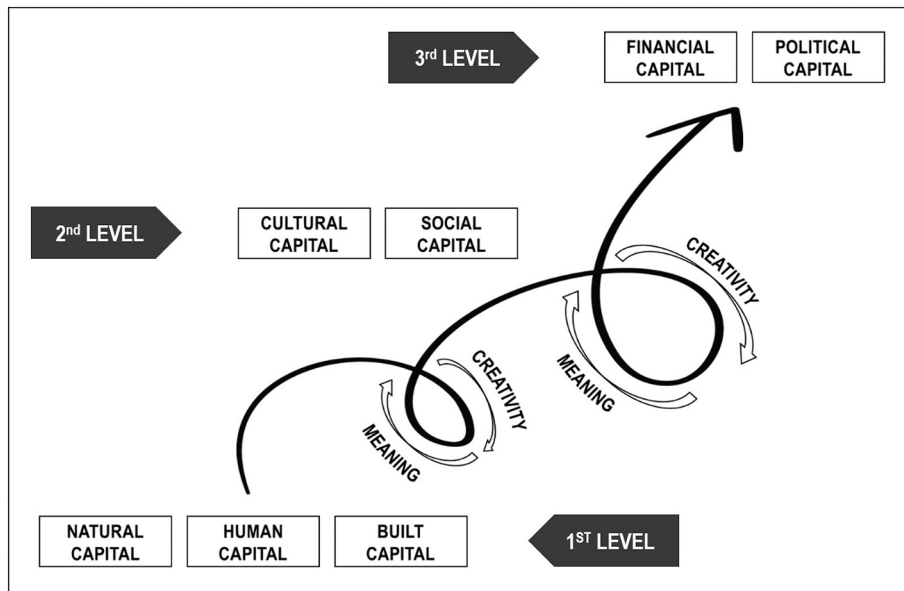 3rd LEVEL
FINANCIAL
CAPITAL
POLITICAL
CAPITAL
2nd LEVEL
CULTURAL
CAPITAL
SOCIAL
CAPITAL
CREATIVITY
MEANING
CREATIVITY
MEANING
NATURAL
CAPITAL
HUMAN
CAPITAL
BUILT
CAPITAL
1ST LEVEL